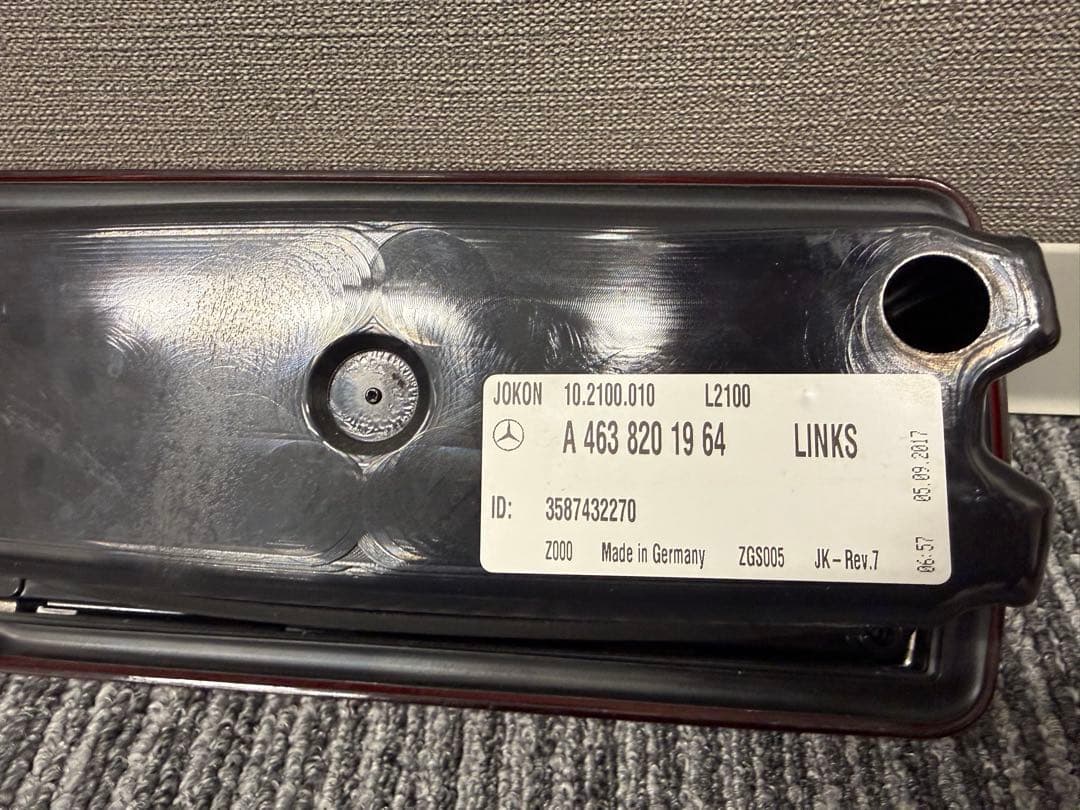 JOKON 10.2100.010 L2100
A 463 820 19 64 LINKS
ID: 3587432270
Z000 Made in Germany ZGS005 JK-Rev.7
06:57 05.09.2017